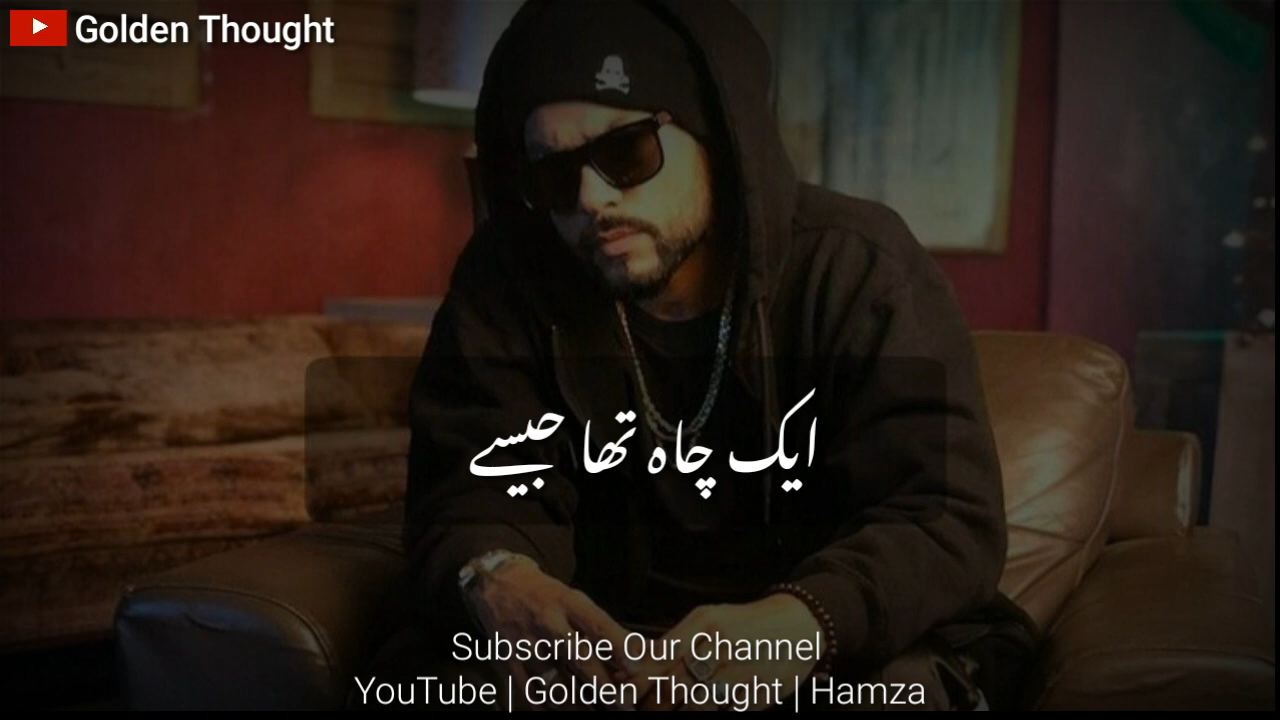 Golden Thought
ایک چاہ تھا جیسے
Subscribe Our Channel
YouTube | Golden Thought | Hamza